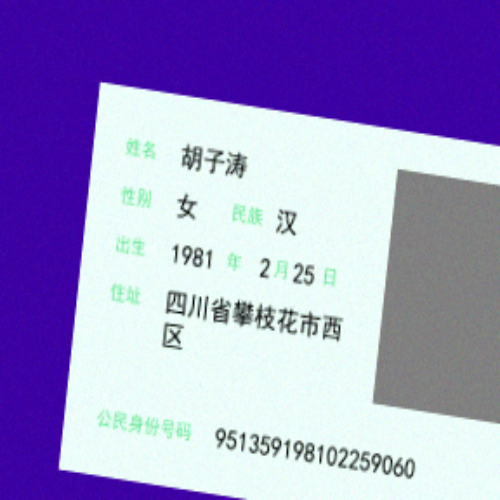 姓名 胡子涛
性别 女 民族 汉
出生 1981 年 2 月 25 日
住址 四川省攀枝花市西
区
公民身份号码 951359198102259060